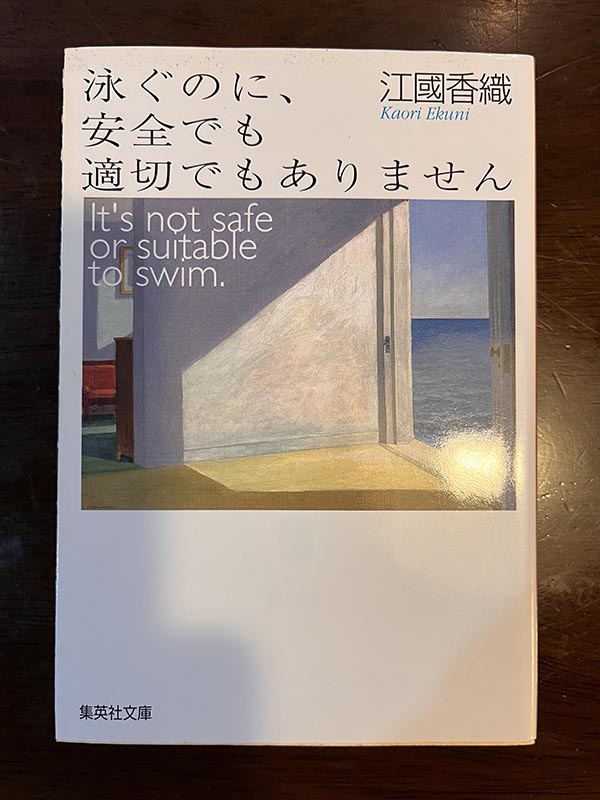 泳ぐのに、
安全でも
適切でもありません
江國香織
Kaori Ekuni
It's not safe
or suitable
to swim.
集英社文庫